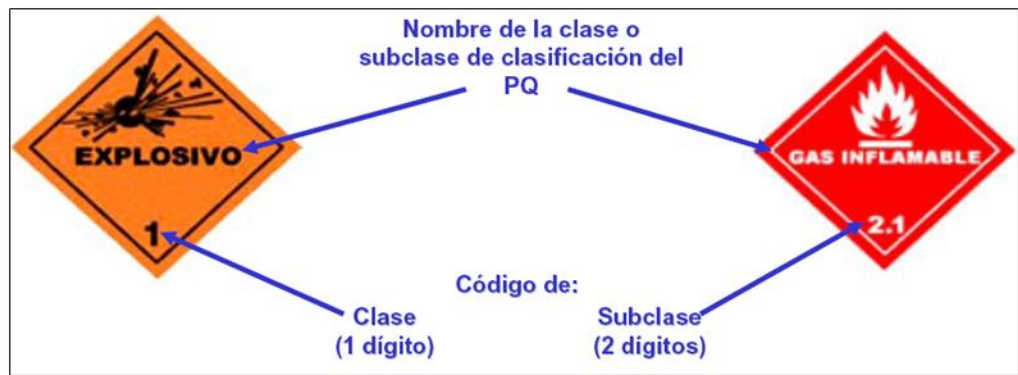 Nombre de la clase o
subclase de clasificación del
PQ
EXPLOSIVO
1
GAS INFLAMABLE
2.1
Código de:
Clase
(1 dígito)
Subclase
(2 dígitos)